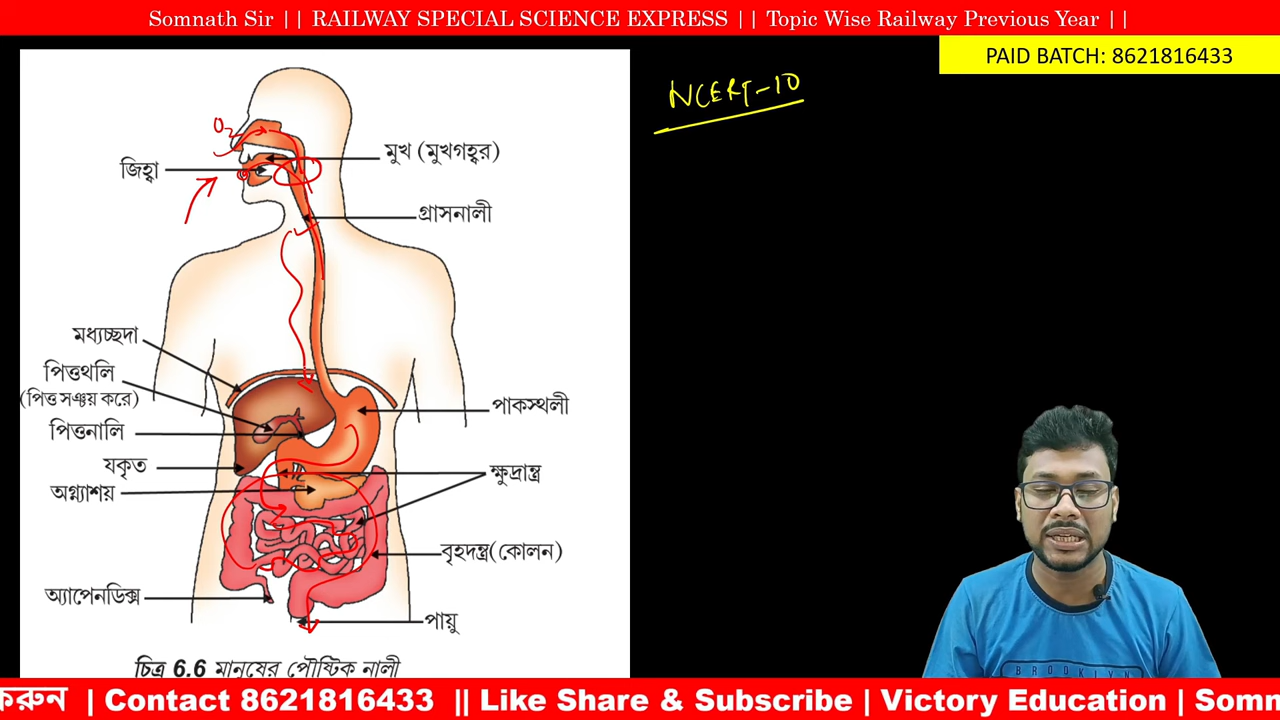 Somnath Sir || RAILWAY SPECIAL SCIENCE EXPRESS || Topic Wise Railway Previous Year ||
PAID BATCH: 8621816433
NCERT-10
O₂
মুখ (মুখগহ্বর)
জিহ্বা
গ্রাসনালী
মধ্যচ্ছদা
পিত্তথলি
(পিত্ত সঞ্চয় করে)
পাকস্থলী
পিত্তনালি
যকৃত
ক্ষুদ্রান্ত্র
অগ্ন্যাশয়
বৃহদন্ত্র(কোলন)
অ্যাপেনডিক্স
পায়ু
চিত্র 6.6 মানুষের পৌষ্টিক নালী
BROOKLYN
করুন | Contact 8621816433 || Like Share & Subscribe | Victory Education | Somn